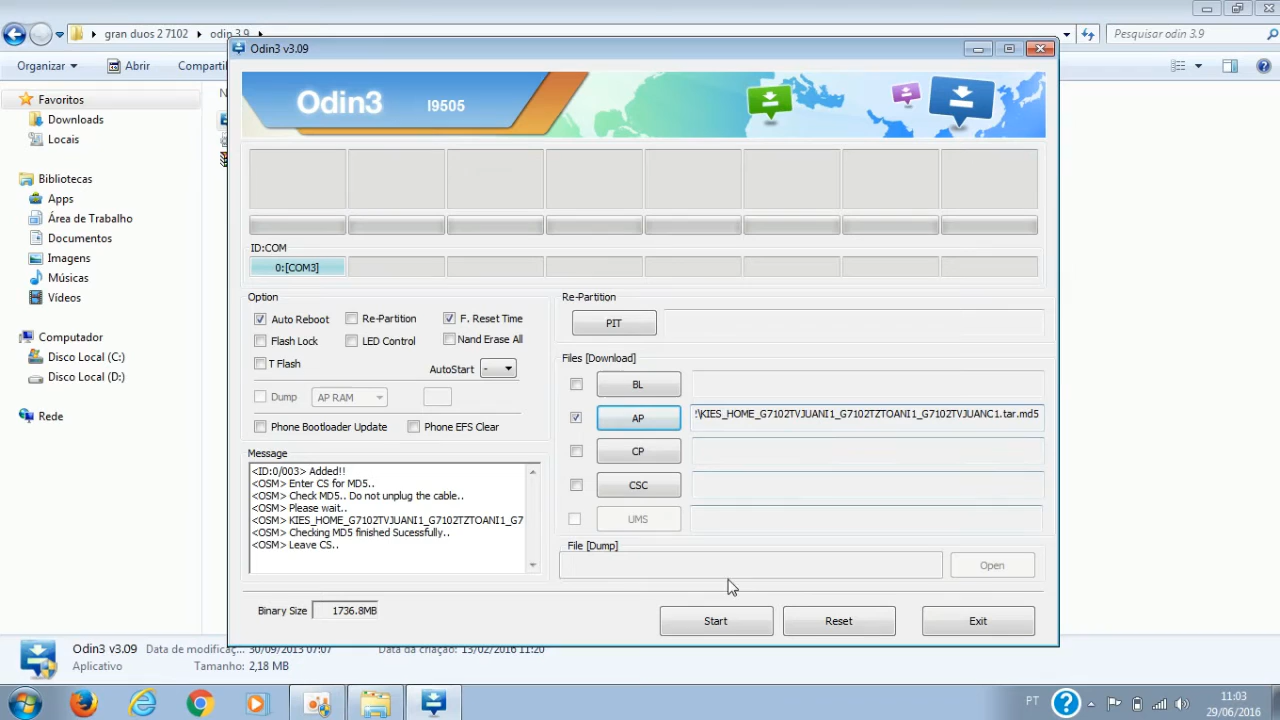 gran duos 2 7102
odin 3.9
Pesquisar odin 3.9
Organizar
Abrir
Favoritos
Downloads
Locais
Bibliotecas
Apps
Área de Trabalho
Documentos
Imagens
Músicas
Vídeos
Computador
Disco Local (C:)
Disco Local (D:)
Rede
Odin3 v3.09
Odin3
I9505
ID:COM
0:[COM3]
Option
Auto Reboot
Re-Partition
F. Reset Time
Flash Lock
LED Control
Nand Erase All
T Flash
AutoStart
-
Dump
AP RAM
Phone Bootloader Update
Phone EFS Clear
Message
<ID:0/003> Added!!
<OSM> Enter CS for MD5..
<OSM> Check MD5.. Do not unplug the cable..
<OSM> Please wait..
<OSM> KIES_HOME_G7102TVJUANI1_G7102TZTOANI1_G7
<OSM> Checking MD5 finished Sucessfully..
<OSM> Leave CS..
Re-Partition
PIT
Files [Download]
BL
AP
!\KIES_HOME_G7102TVJUANI1_G7102TZTOANI1_G7102TVJUANC1.tar.md5
CP
CSC
UMS
File [Dump]
Open
Binary Size
1736.8MB
Start
Reset
Exit
Odin3 v3.09
Data de modificaç...
30/09/2013 07:07
Data da criação:
13/02/2016 11:20
Aplicativo
Tamanho: 2,18 MB
PT
11:03
29/06/2016